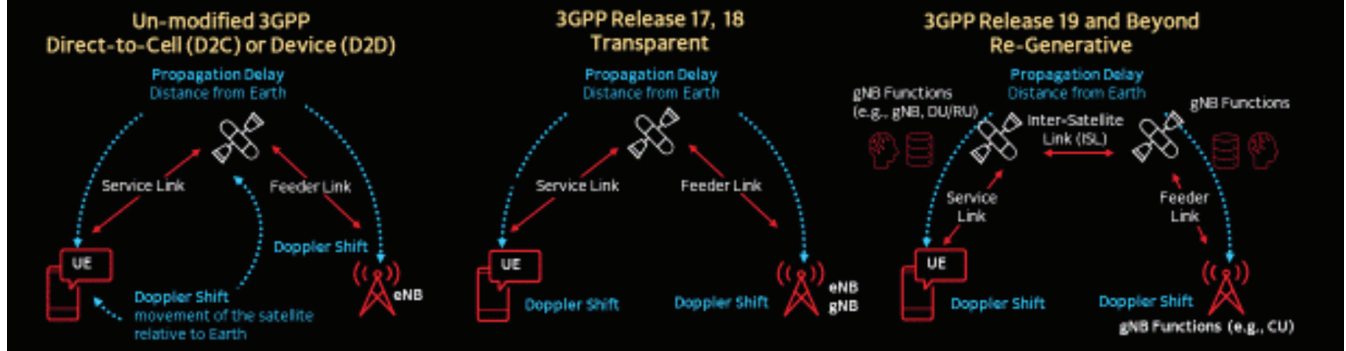 Un-modified 3GPP
Direct-to-Cell (D2C) or Device (D2D)
Propagation Delay
Distance from Earth
Service Link
Feeder Link
Doppler Shift
UE
eNB
Doppler Shift
movement of the satellite
relative to Earth
3GPP Release 17, 18
Transparent
Propagation Delay
Distance from Earth
Service Link
Feeder Link
UE
Doppler Shift
Doppler Shift
eNB
gNB
3GPP Release 19 and Beyond
Re-Generative
Propagation Delay
Distance from Earth
gNB Functions
(e.g., gNB, DU/RU)
Inter-Satellite
Link (ISL)
gNB Functions
Service
Link
Feeder
Link
UE
Doppler Shift
Doppler Shift
gNB Functions (e.g., CU)